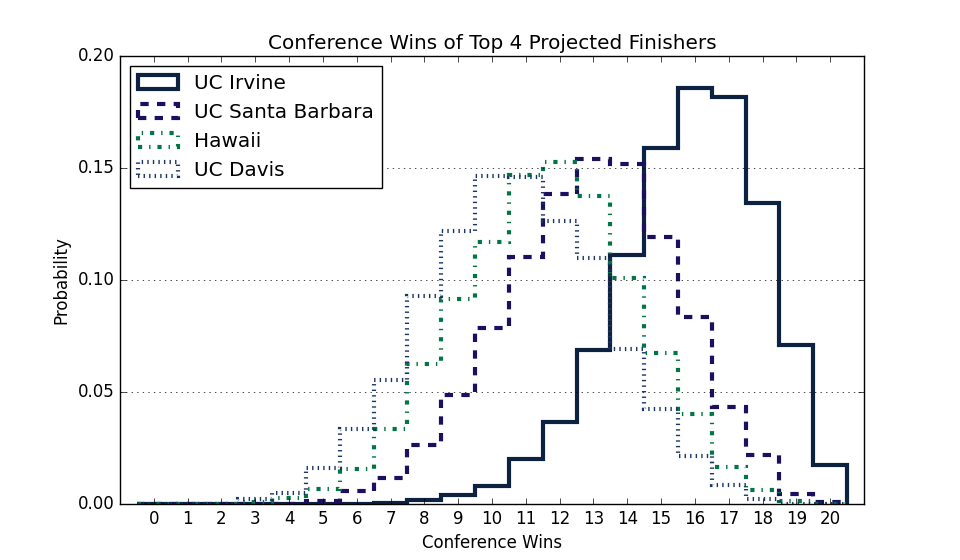 Conference Wins of Top 4 Projected Finishers
0.20
UC Irvine
UC Santa Barbara
Hawaii
UC Davis
0.15
0.10
0.05
0.00
Probability
0 1 2 3 4 5 6 7 8 9 10 11 12 13 14 15 16 17 18 19 20
Conference Wins